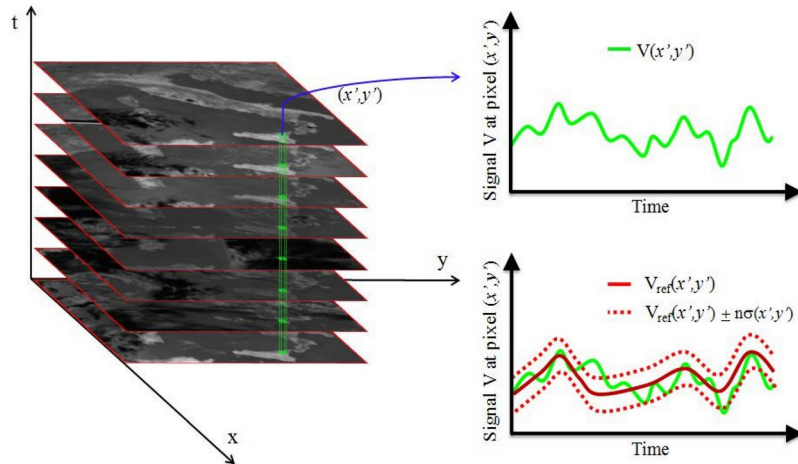 t
(x',y')
y
x
Signal V at pixel (x',y')
V(x',y')
Time
Signal V at pixel (x',y')
Vref(x',y')
Vref(x',y') ± nσ(x',y')
Time